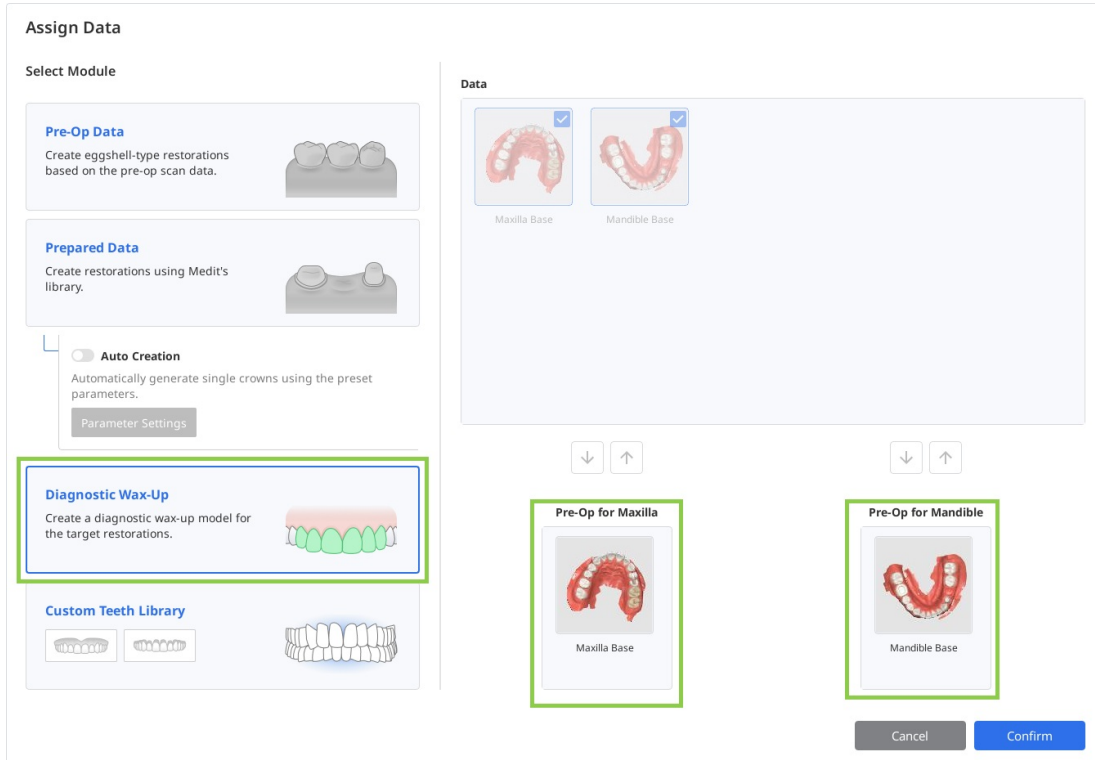 Assign Data
Select Module
Pre-Op Data
Create eggshell-type restorations
based on the pre-op scan data.
Prepared Data
Create restorations using Medit's
library.
Auto Creation
Automatically generate single crowns using the preset
parameters.
Parameter Settings
Diagnostic Wax-Up
Create a diagnostic wax-up model for
the target restorations.
Custom Teeth Library
Data
Maxilla Base
Mandible Base
Pre-Op for Maxilla
Maxilla Base
Pre-Op for Mandible
Mandible Base
Cancel
Confirm